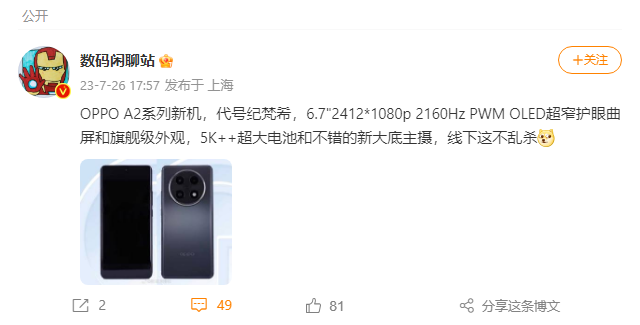 公开
数码闲聊站
+关注
23-7-26 17:57 发布于 上海
OPPO A2系列新机，代号纪梵希，6.7"2412*1080p 2160Hz PWM OLED超窄护眼曲
屏和旗舰级外观，5K++超大电池和不错的新大底主摄，线下这不乱杀
2
49
81
分享这条博文